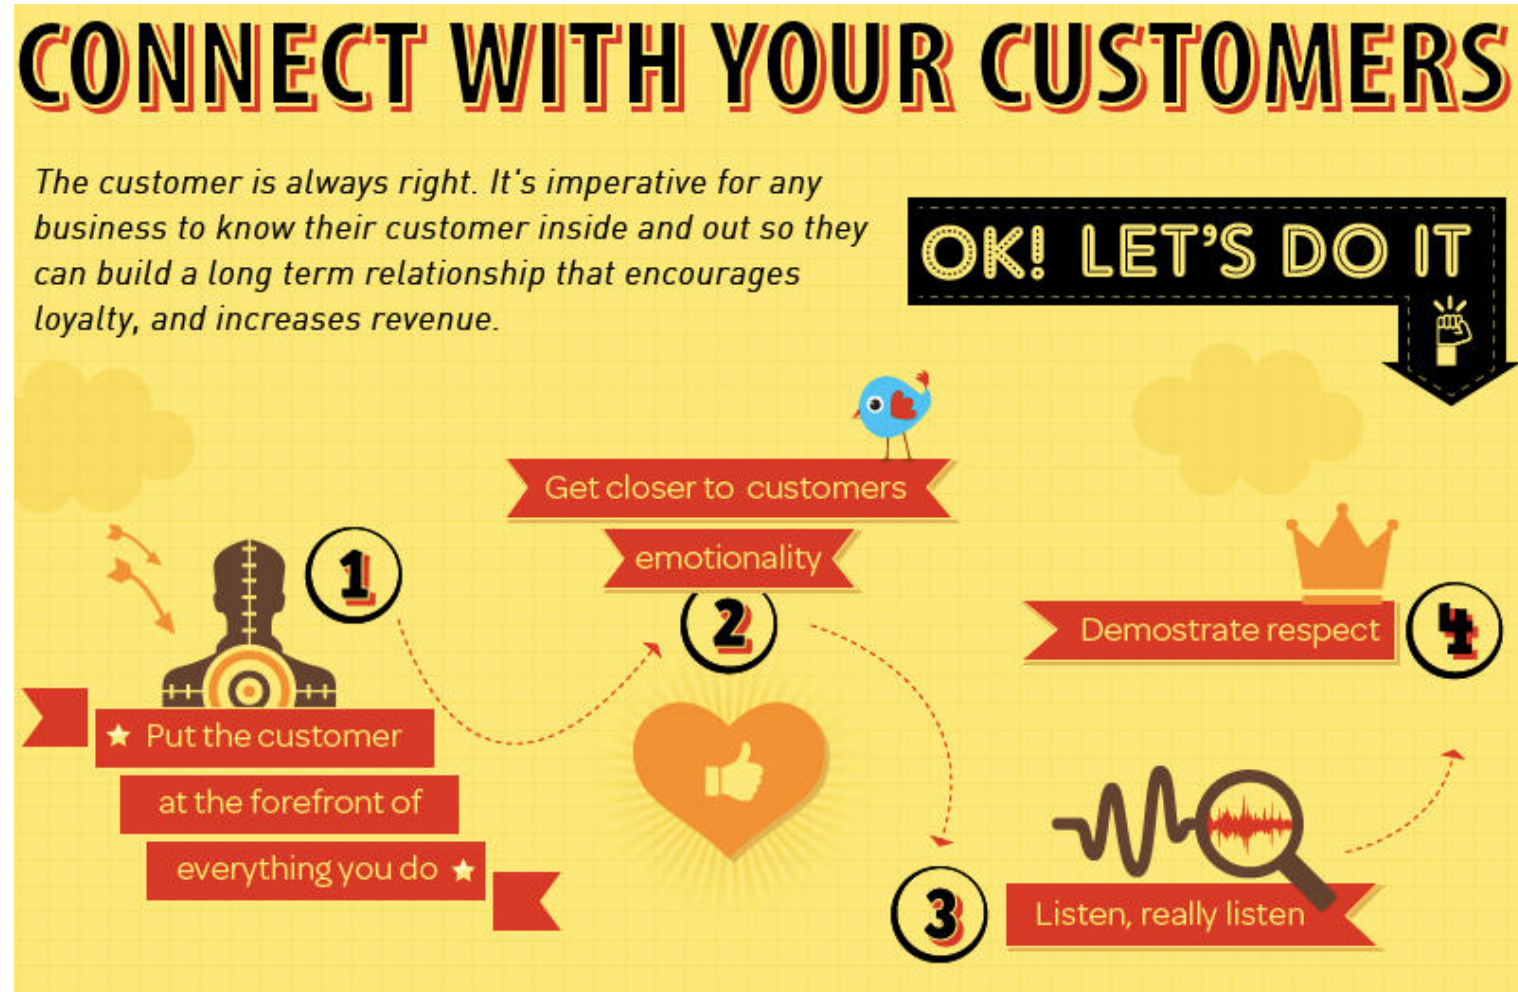 CONNECT WITH YOUR CUSTOMERS
The customer is always right. It's imperative for any
business to know their customer inside and out so they
can build a long term relationship that encourages
loyalty, and increases revenue.
OK! LET'S DO IT
1
Put the customer
at the forefront of
everything you do
Get closer to customers
emotionality
2
3
Listen, really listen
Demostrate respect
4